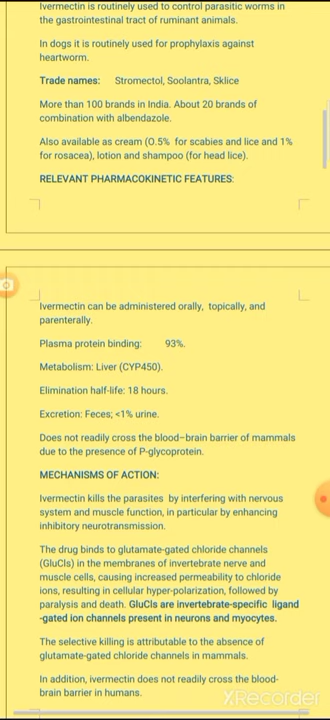 Ivermectin is routinely used to control parasitic worms in
the gastrointestinal tract of ruminant animals.
In dogs it is routinely used for prophylaxis against
heartworm.
Trade names: Stromectol, Soolantra, Sklice
More than 100 brands in India. About 20 brands of
combination with albendazole.
Also available as cream (0.5% for scabies and lice and 1%
for rosacea), lotion and shampoo (for head lice).
RELEVANT PHARMACOKINETIC FEATURES:
Ivermectin can be administered orally, topically, and
parenterally.
Plasma protein binding: 93%.
Metabolism: Liver (CYP450).
Elimination half-life: 18 hours.
Excretion: Feces; <1% urine.
Does not readily cross the blood–brain barrier of mammals
due to the presence of P-glycoprotein.
MECHANISMS OF ACTION:
Ivermectin kills the parasites by interfering with nervous
system and muscle function, in particular by enhancing
inhibitory neurotransmission.
The drug binds to glutamate-gated chloride channels
(GluCls) in the membranes of invertebrate nerve and
muscle cells, causing increased permeability to chloride
ions, resulting in cellular hyper-polarization, followed by
paralysis and death. GluCls are invertebrate-specific ligand
-gated ion channels present in neurons and myocytes.
The selective killing is attributable to the absence of
glutamate-gated chloride channels in mammals.
In addition, ivermectin does not readily cross the blood-
brain barrier in humans.
XRecorder